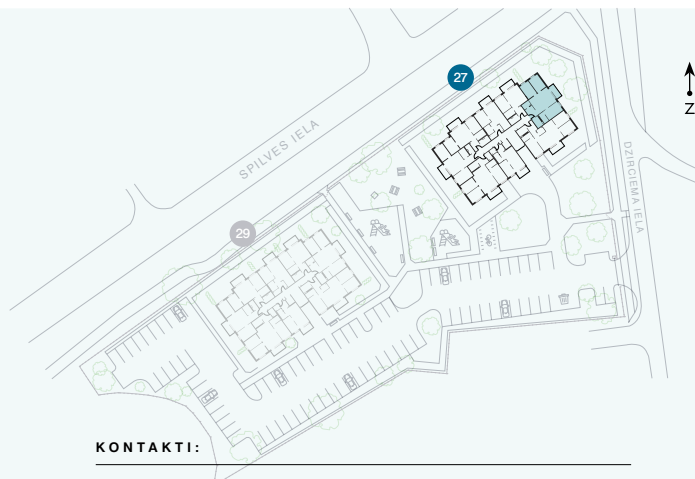 27
Z
SPILVES IELA
DZIRCIEMA IELA
29
KONTAKTI: